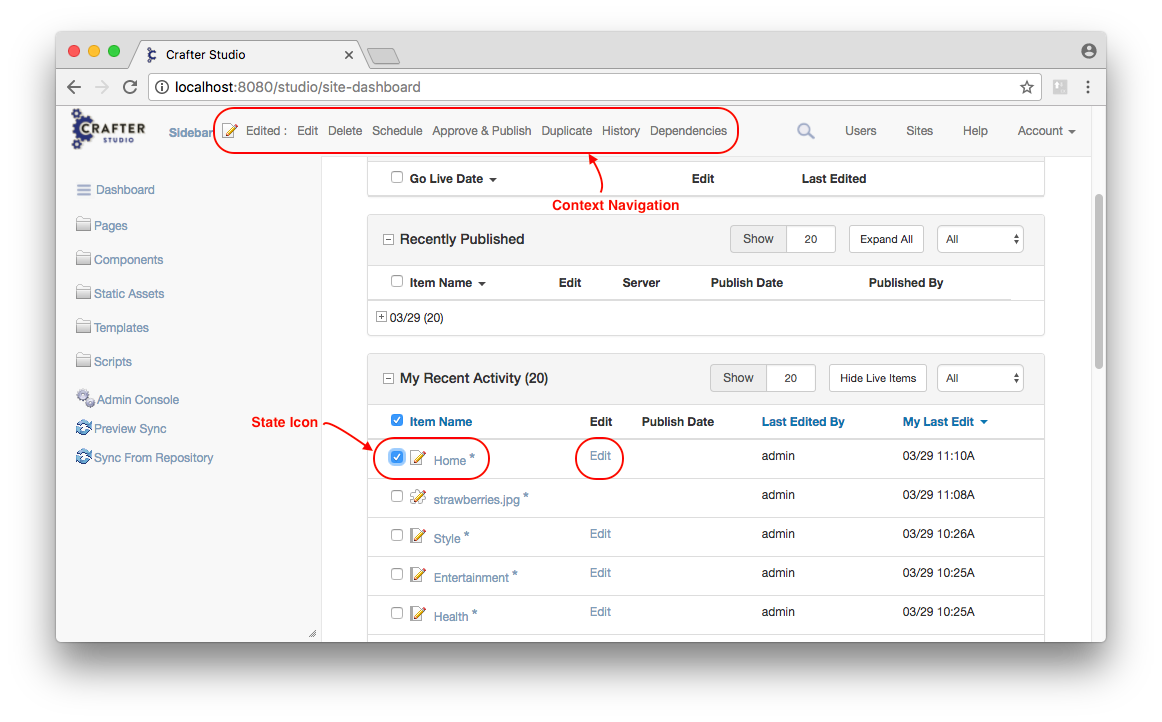 Crafter Studio
localhost:8080/studio/site-dashboard
CRAFTER STUDIO
Sidebar
Edited : Edit Delete Schedule Approve & Publish Duplicate History Dependencies
Users Sites Help Account
Context Navigation
Dashboard
Pages
Components
Static Assets
Templates
Scripts
Admin Console
Preview Sync
Sync From Repository
Go Live Date Edit Last Edited
Recently Published Show 20 Expand All All
Item Name Edit Server Publish Date Published By
03/29 (20)
My Recent Activity (20) Show 20 Hide Live Items All
State Icon
Item Name Edit Publish Date Last Edited By My Last Edit
Home * Edit admin 03/29 11:10A
strawberries.jpg * admin 03/29 11:08A
Style * Edit admin 03/29 10:26A
Entertainment * Edit admin 03/29 10:25A
Health * Edit admin 03/29 10:25A